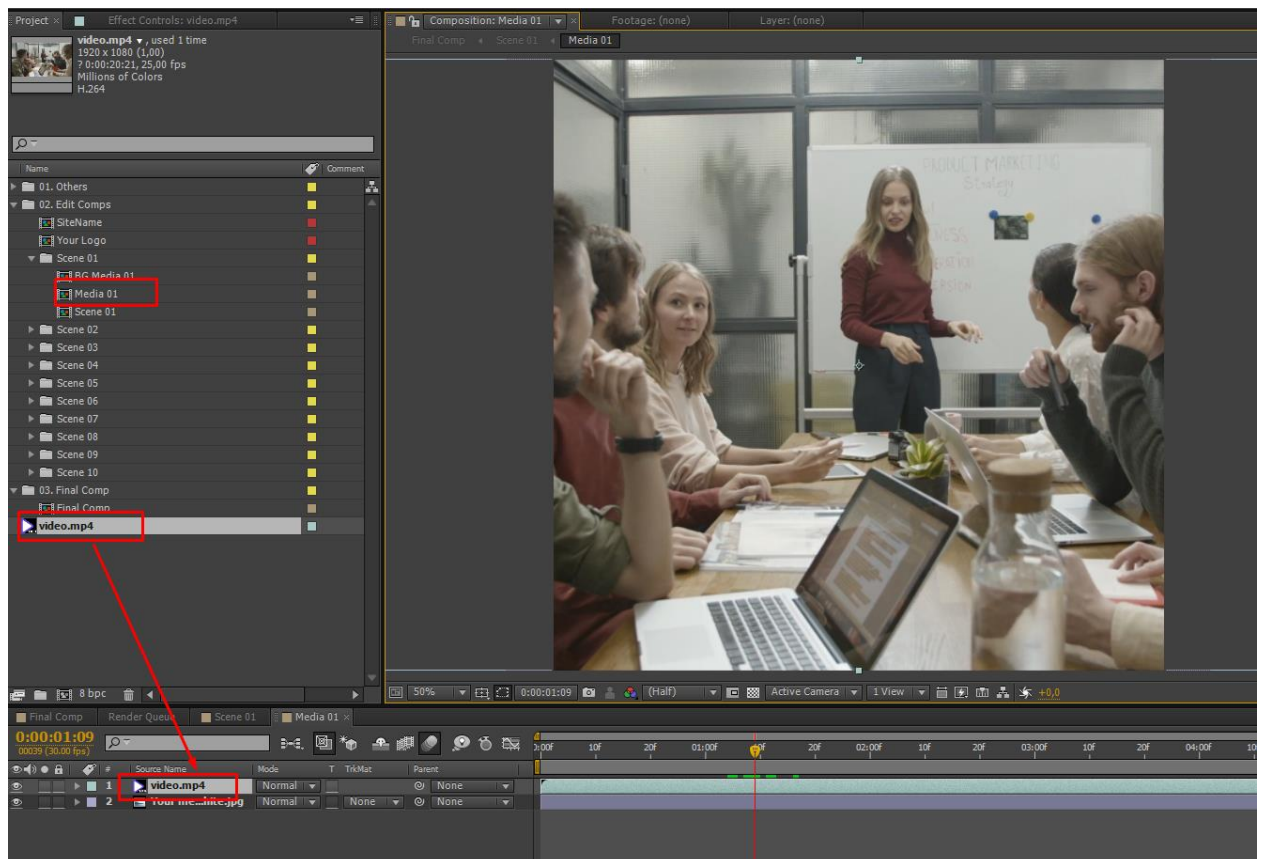 Project × Effect Controls: video.mp4
video.mp4 ▾ , used 1 time
1920 x 1080 (1,00)
? 0:00:20:21, 25,00 fps
Millions of Colors
H.264
Name Comment
01. Others
02. Edit Comps
SiteName
Your Logo
Scene 01
BG Media 01
Media 01
Scene 01
Scene 02
Scene 03
Scene 04
Scene 05
Scene 06
Scene 07
Scene 08
Scene 09
Scene 10
03. Final Comp
Final Comp
video.mp4
8 bpc
Composition: Media 01 Footage: (none) Layer: (none)
Final Comp Scene 01 Media 01
PRODUCT MARKETING
Strategy
50% 0:00:01:09 (Half) Active Camera 1 View +0,0
Final Comp Render Queue Scene 01 Media 01 ×
0:00:01:09
00039 (30.00 fps)
# Source Name Mode T TrkMat Parent
1 video.mp4 Normal None
2 Your me...hite.jpg Normal None None
0:00F 10F 20F 01:00F 20F 02:00F 10F 20F 03:00F 10F 20F 04:00F 10